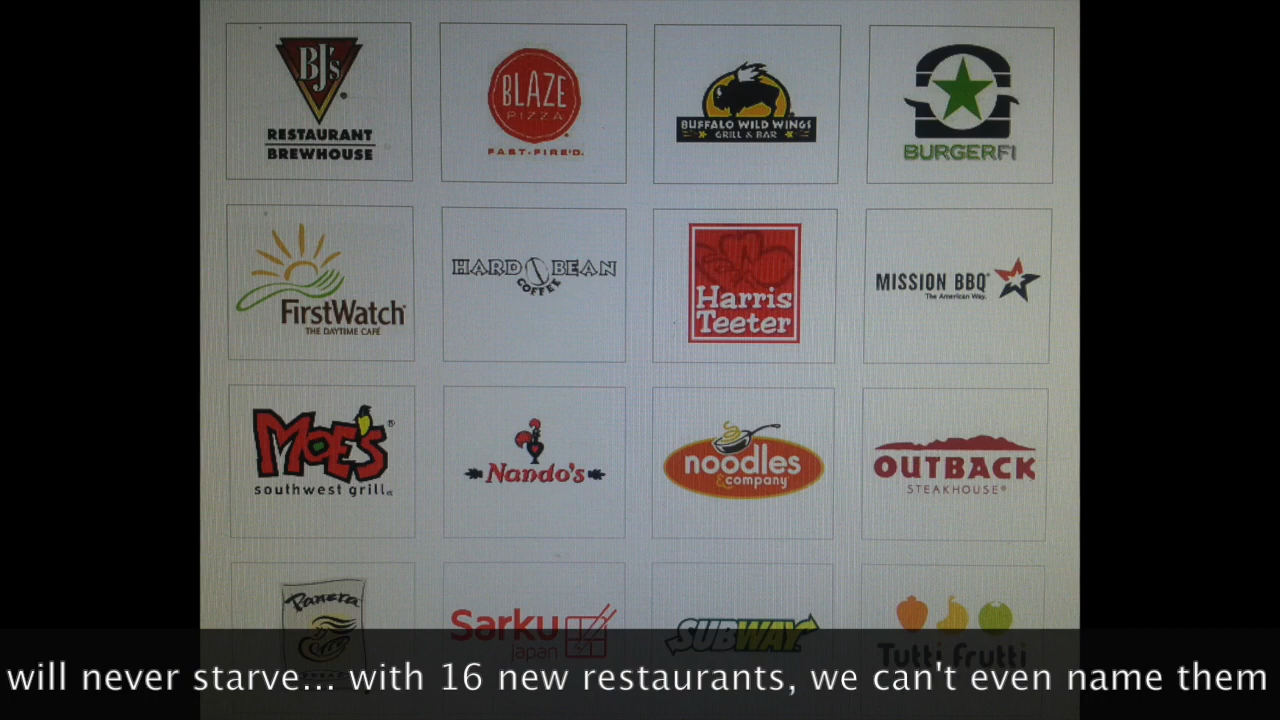 BJ's
RESTAURANT
BREWHOUSE
BLAZE
PIZZA
FAST-FIRE'D.
BUFFALO WILD WINGS
GRILL & BAR
BURGERFI
FirstWatch
THE DAYTIME CAFÉ
HARD BEAN
COFFEE
Harris
Teeter
MISSION BBQ
The American Way.
MOE'S
southwest grill
Nando's
noodles
& company
OUTBACK
STEAKHOUSE
Panera
Sarku
japan
SUBWAY
Tutti frutti
will never starve... with 16 new restaurants, we can't even name them